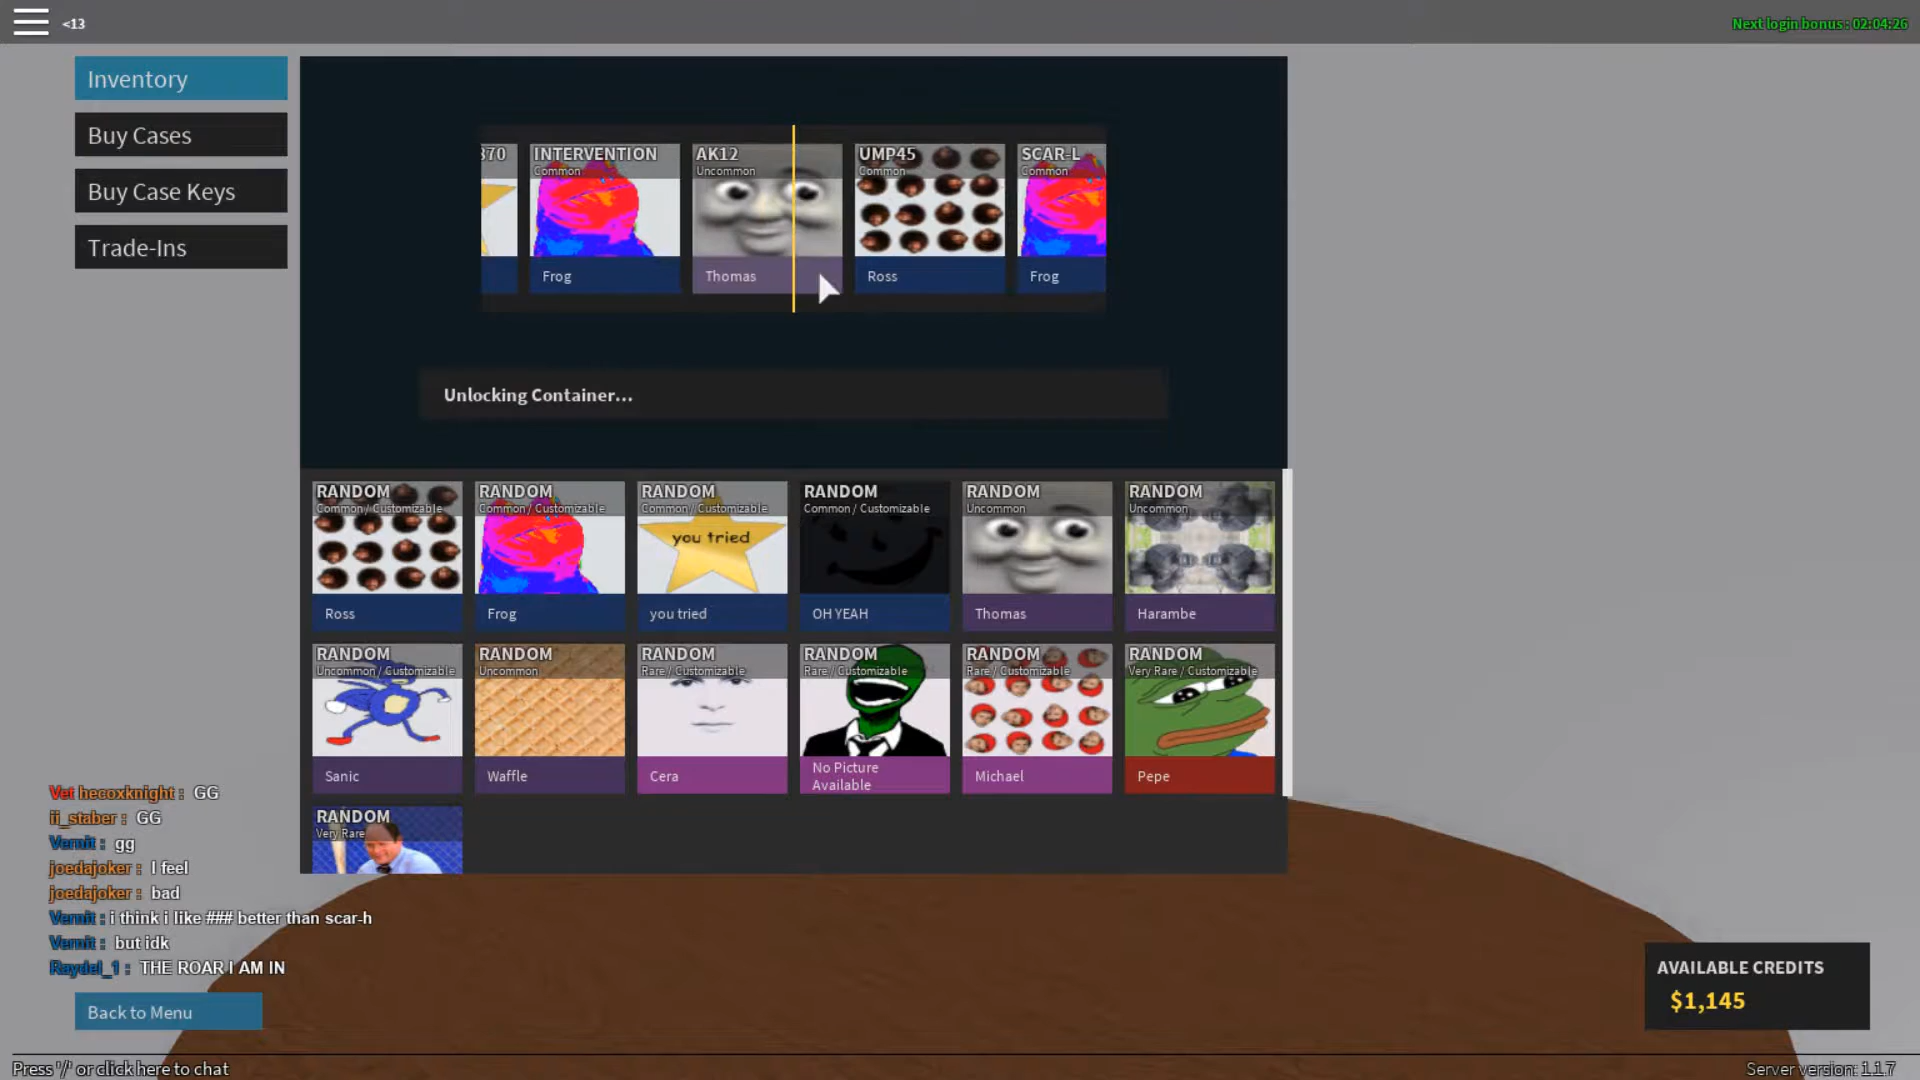 <13
Next login bonus: 02:04:26
Inventory
Buy Cases
Buy Case Keys
Trade-Ins
870
INTERVENTION
Common
Frog
AK12
Uncommon
Thomas
UMP45
Common
Ross
SCAR-L
Common
Frog
Unlocking Container...
RANDOM
Common / Customizable
Ross
RANDOM
Common / Customizable
Frog
RANDOM
Common / Customizable
you tried
you tried
RANDOM
Common / Customizable
OH YEAH
RANDOM
Uncommon
Thomas
RANDOM
Uncommon
Harambe
RANDOM
Uncommon / Customizable
Sanic
RANDOM
Uncommon
Waffle
RANDOM
Rare / Customizable
Cera
RANDOM
Rare / Customizable
No Picture
Available
RANDOM
Rare / Customizable
Michael
RANDOM
Very Rare / Customizable
Pepe
RANDOM
Very Rare
Vet hecoxknight : GG
ii_staber : GG
Vernit : gg
joedajoker : I feel
joedajoker : bad
Vernit : i think i like ### better than scar-h
Vernit : but idk
Raydel_1 : THE ROAR I AM IN
Back to Menu
AVAILABLE CREDITS
$1,145
Press '/' or click here to chat
Server version: 1.1.7